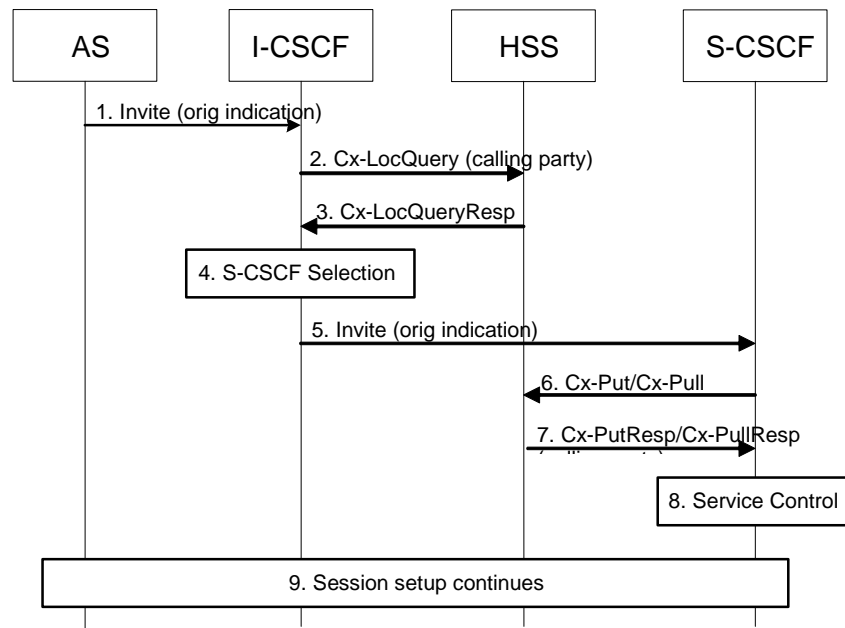 AS
I-CSCF
HSS
S-CSCF
1. Invite (orig indication)
2. Cx-LocQuery (calling party)
3. Cx-LocQueryResp
4. S-CSCF Selection
5. Invite (orig indication)
6. Cx-Put/Cx-Pull
7. Cx-PutResp/Cx-PullResp
8. Service Control
9. Session setup continues